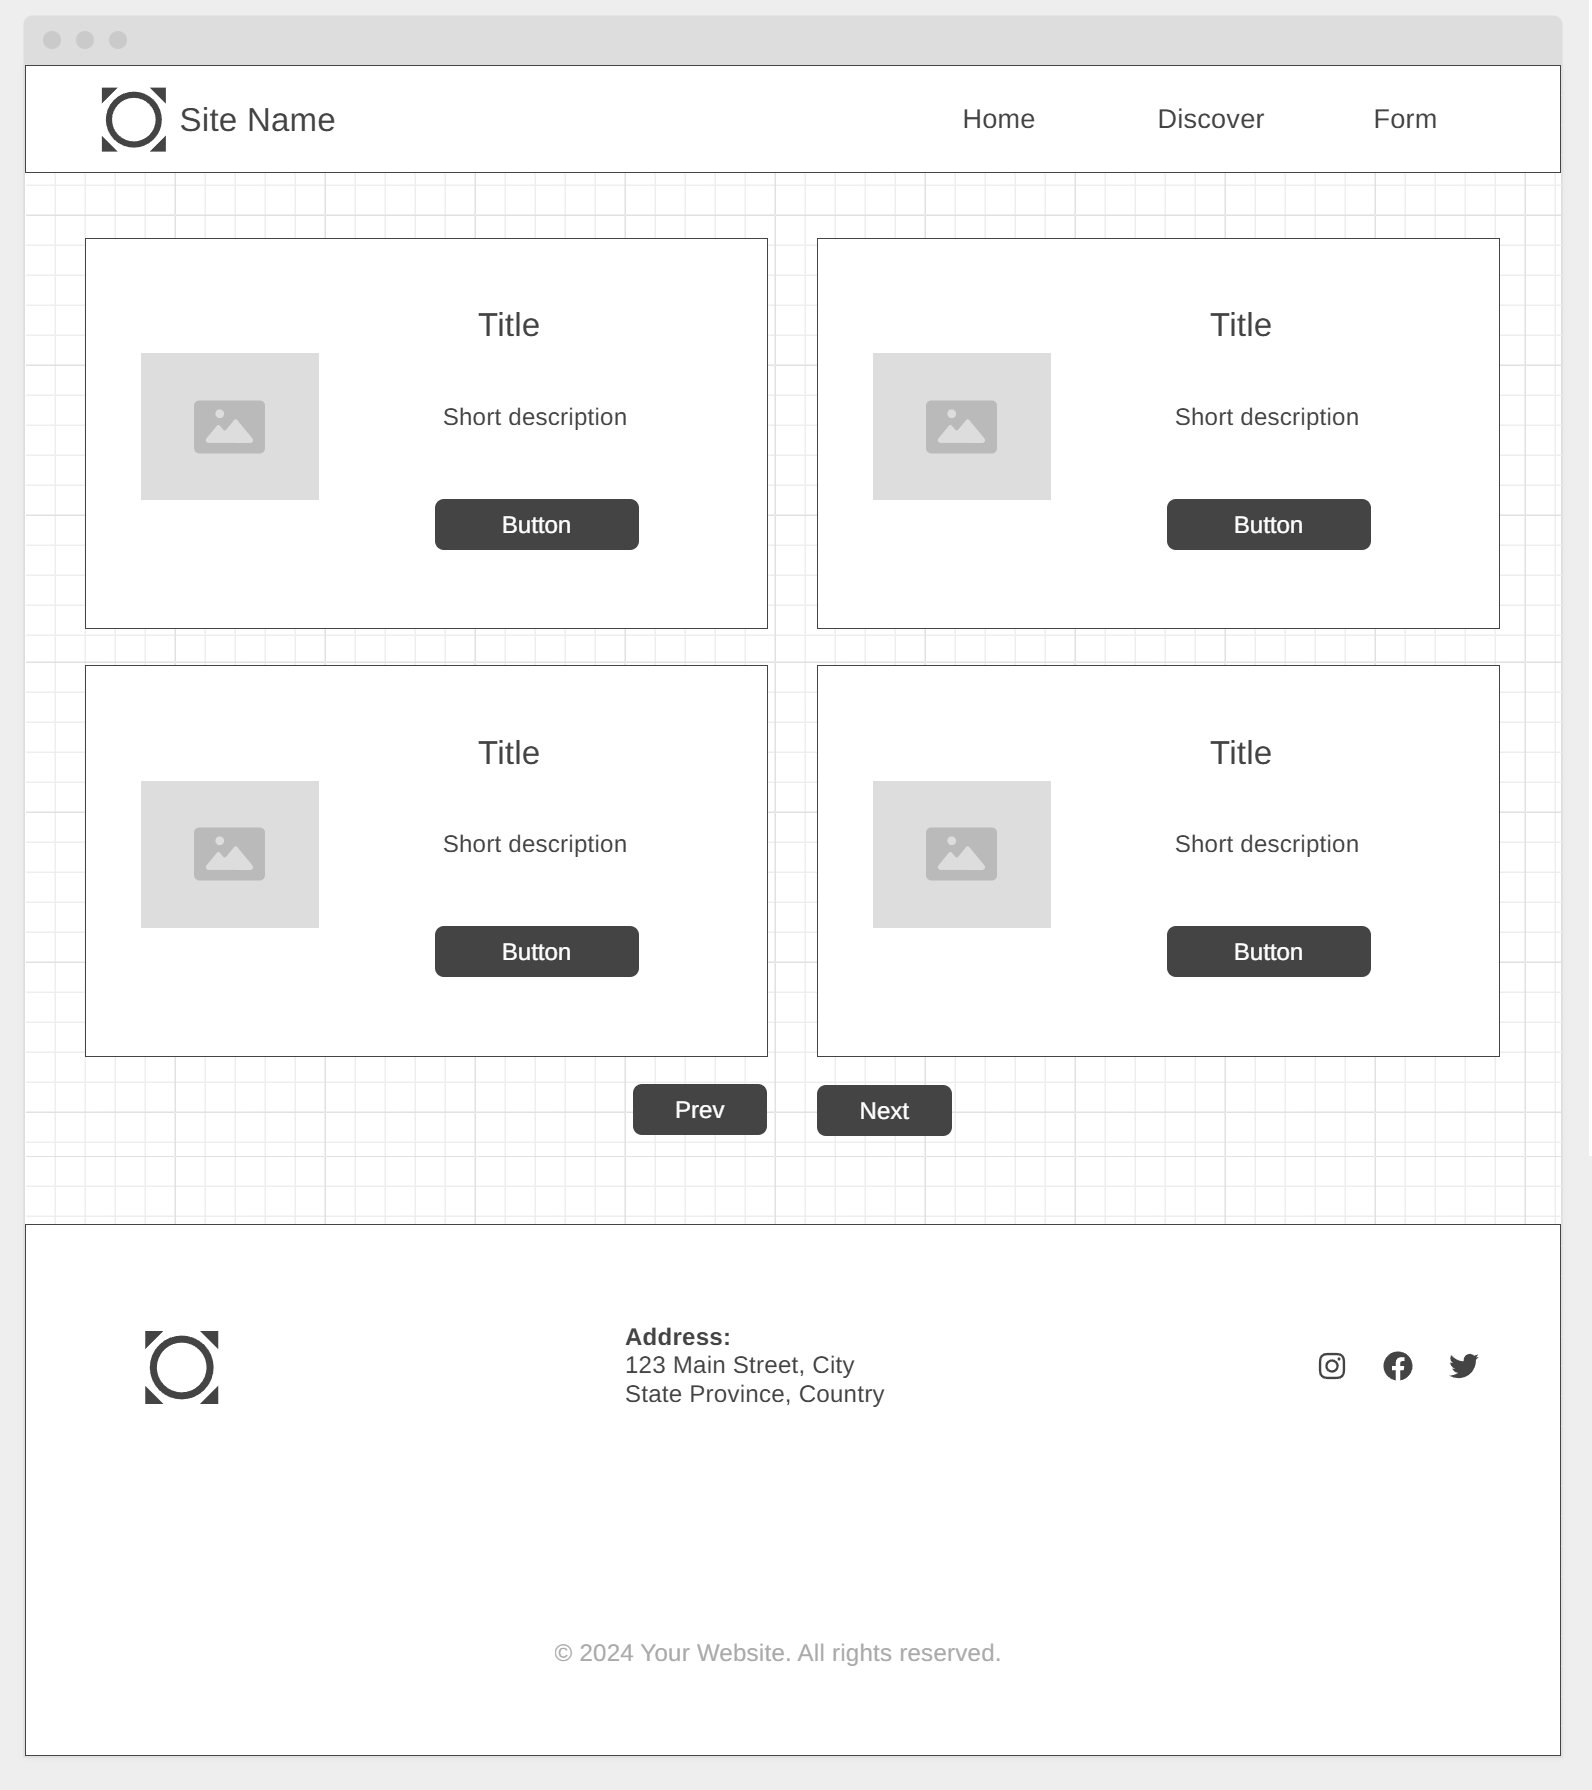 Site Name
Home
Discover
Form
Title
Short description
Button
Title
Short description
Button
Title
Short description
Button
Title
Short description
Button
Prev
Next
Address:
123 Main Street, City
State Province, Country
© 2024 Your Website. All rights reserved.